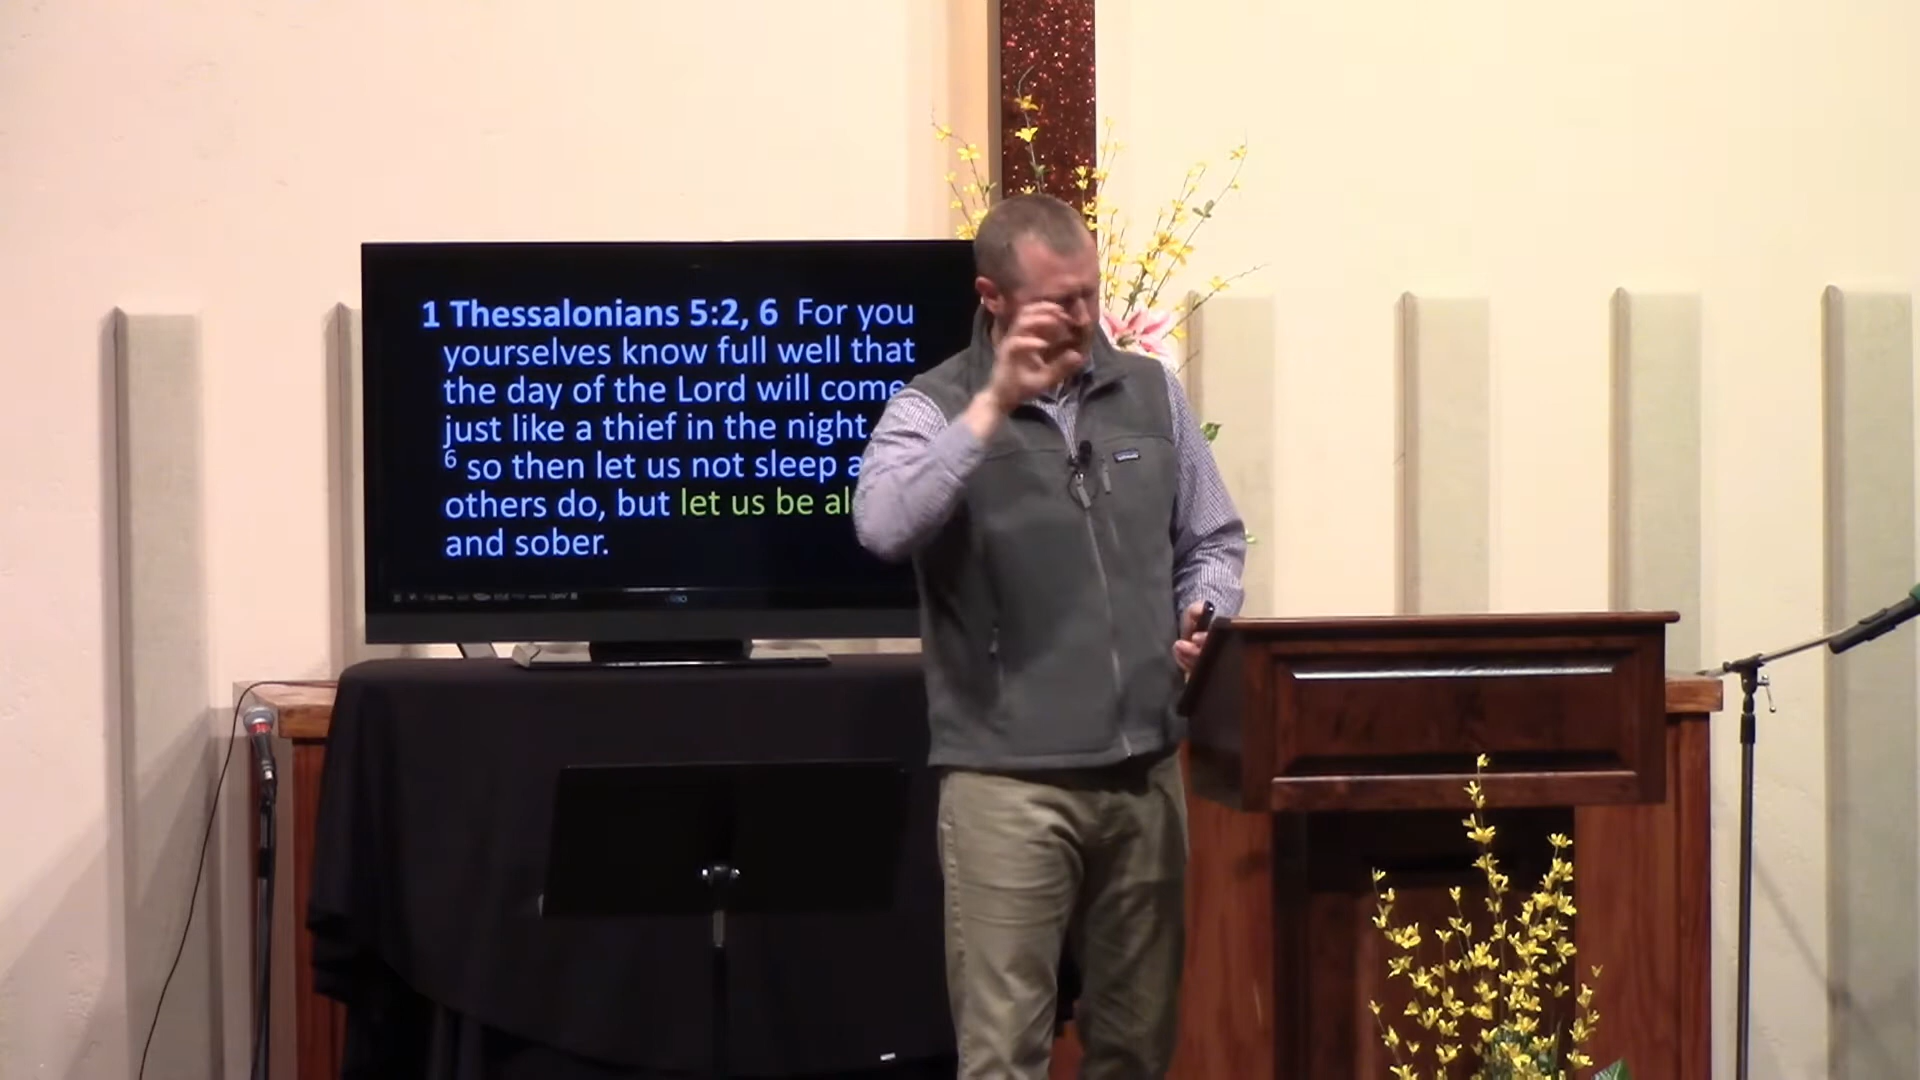 1 Thessalonians 5:2, 6 For you
yourselves know full well that
the day of the Lord will come
just like a thief in the night.
6 so then let us not sleep
others do, but let us be
and sober.